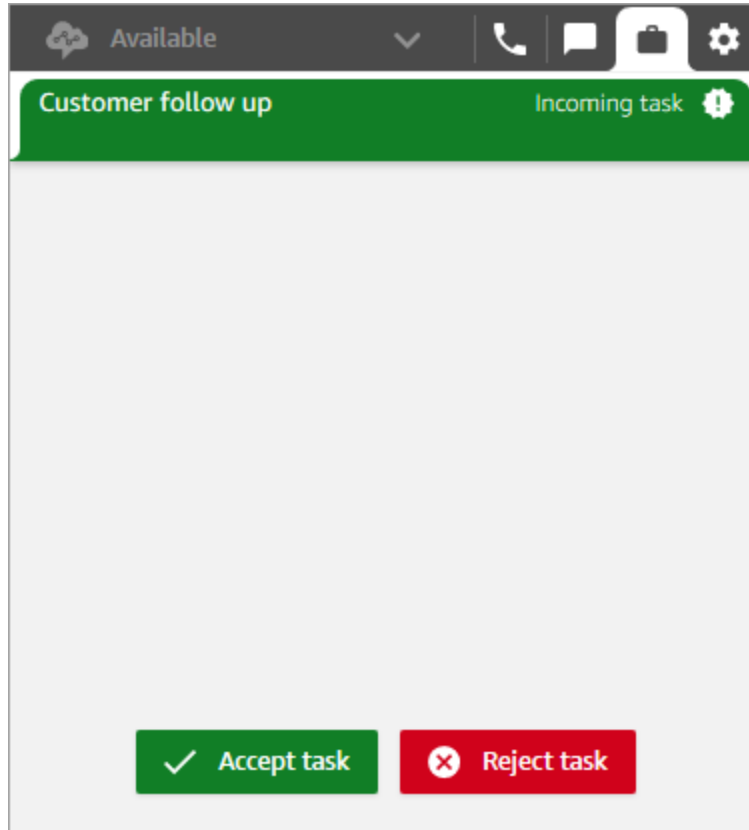 Available
Customer follow up
Incoming task
Accept task
Reject task